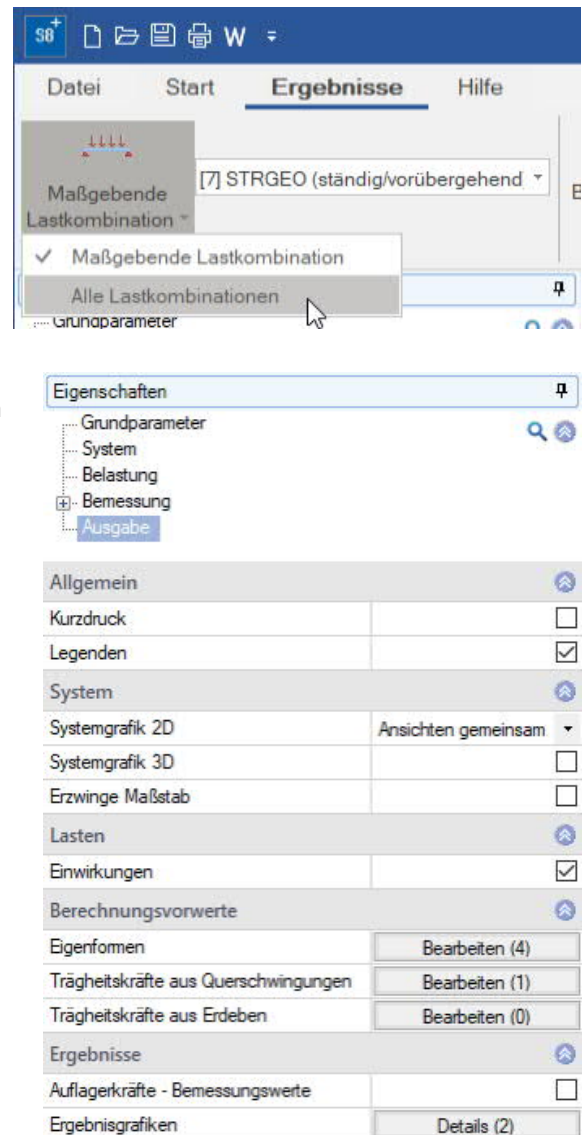 S8+ W
Datei Start Ergebnisse Hilfe
Maßgebende
Lastkombination
[7] STRGEO (ständig/vorübergehend
Maßgebende Lastkombination
Alle Lastkombinationen
Grundparameter
Eigenschaften
Grundparameter
System
Belastung
Bemessung
Ausgabe
Allgemein
Kurzdruck
Legenden
System
Systemgrafik 2D Ansichten gemeinsam
Systemgrafik 3D
Erzwinge Maßstab
Lasten
Einwirkungen
Berechnungsvorwerte
Eigenformen Bearbeiten (4)
Trägheitskräfte aus Querschwingungen Bearbeiten (1)
Trägheitskräfte aus Erdeben Bearbeiten (0)
Ergebnisse
Auflagerkräfte - Bemessungswerte
Ergebnisgrafiken Details (2)